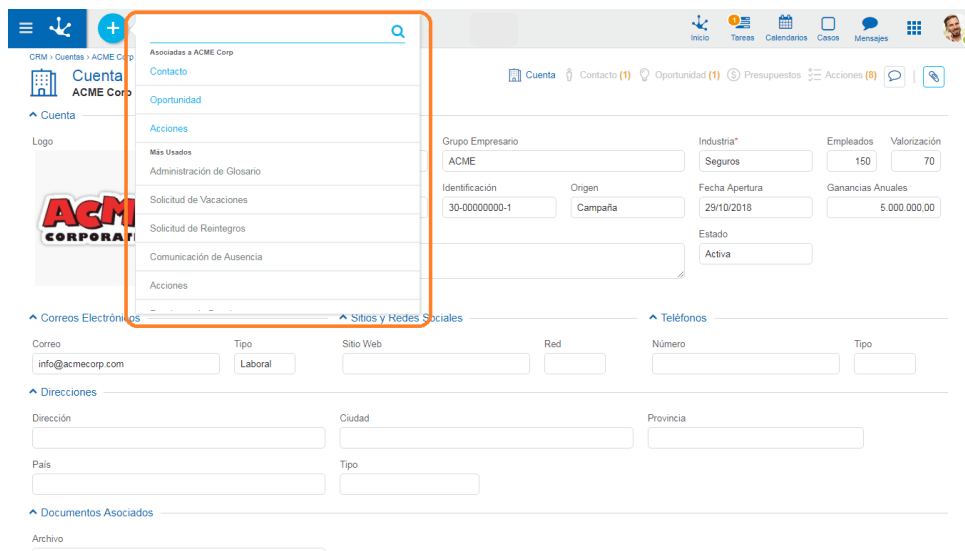 1
Inicio
Tareas
Calendarios
Casos
Mensajes
CRM › Cuentas › ACME Corp
Cuenta
ACME Corp
Cuenta Contacto (1) Oportunidad (1) Presupuestos Acciones (8)
Asociadas a ACME Corp
Contacto
Oportunidad
Acciones
Más Usados
Administración de Glosario
Solicitud de Vacaciones
Solicitud de Reintegros
Comunicación de Ausencia
Acciones
Cuenta
Logo
Grupo Empresario
Industria*
Empleados
Valorización
ACME
Seguros
150
70
Identificación
Origen
Fecha Apertura
Ganancias Anuales
30-00000000-1
Campaña
29/10/2018
5.000.000,00
Estado
Activa
Correos Electrónicos
Sitios y Redes Sociales
Teléfonos
Correo
Tipo
Sitio Web
Red
Número
Tipo
info@acmecorp.com
Laboral
Direcciones
Dirección
Ciudad
Provincia
País
Tipo
Documentos Asociados
Archivo